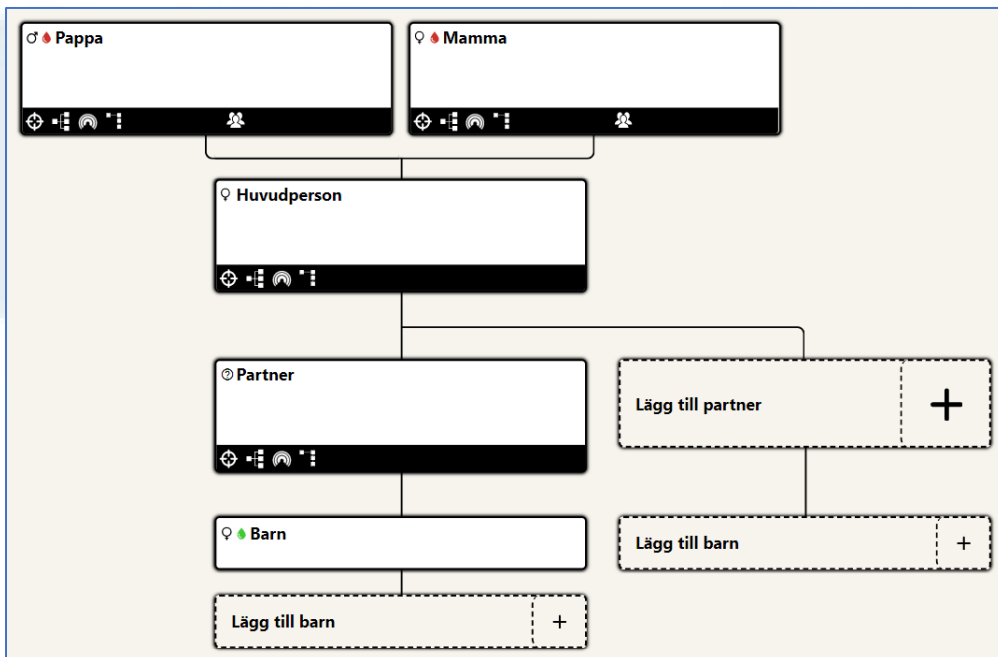 Pappa
Mamma
Huvudperson
Partner
Lägg till partner
Barn
Lägg till barn
Lägg till barn